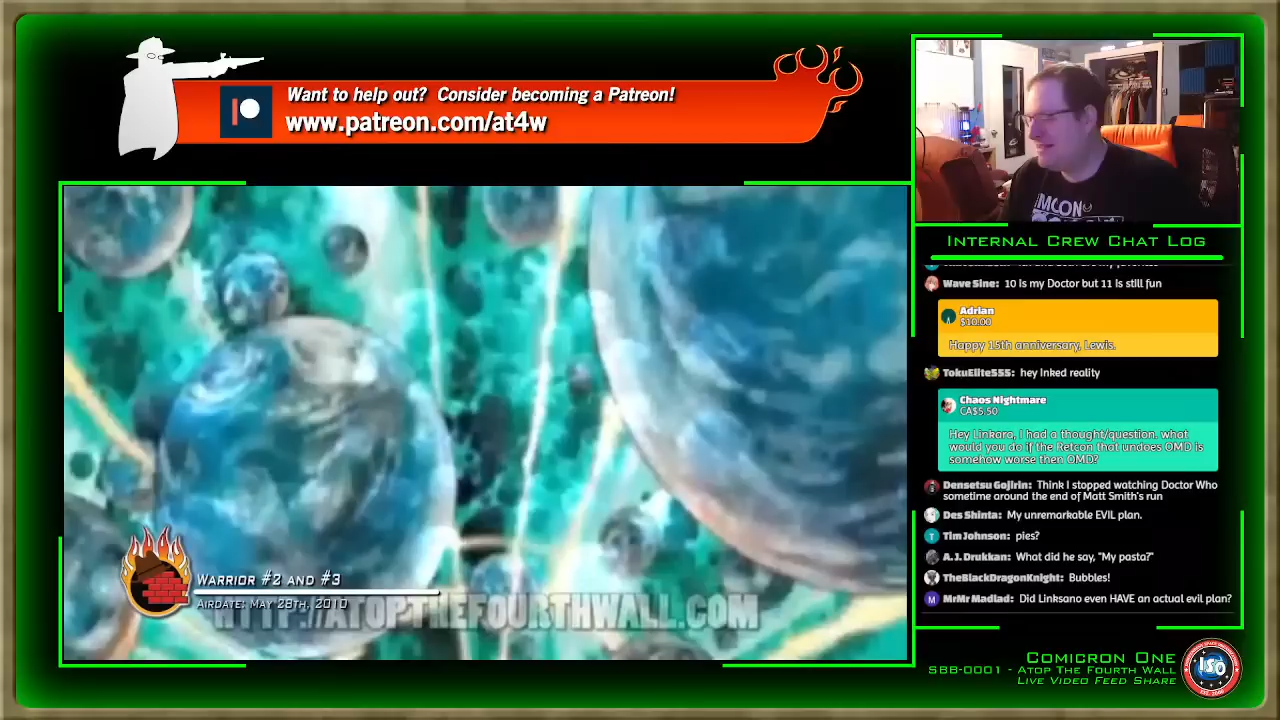 Want to help out? Consider becoming a Patreon!
www.patreon.com/at4w
Internal Crew Chat Log
Wave Sine: 10 is my Doctor but 11 is still fun
Adrian
$10.00
Happy 15th anniversary, Lewis.
TokuElite555: hey Inked reality
Chaos Nightmare
CA$5.50
Hey Linkara, I had a thought/question, what
would you do if the Retcon that undoes OMD is
somehow worse then OMD?
Densetsu Gojirin: Think I stopped watching Doctor Who
sometime around the end of Matt Smith's run
Des Shinta: My unremarkable EVIL plan.
T
Tim Johnson: pies?
A.J. Drukkan: What did he say, "My pasta?"
TheBlackDragonKnight: Bubbles!
M
MrMr Madlad: Did Linksano even HAVE an actual evil plan?
Warrior #2 and #3
Airdate: May 28th, 2010
HTTP://ATOPTHEFOURTHWALL.COM
Comicron One
SBB-0001 - Atop The Fourth Wall
Live Video Feed Share
ISO